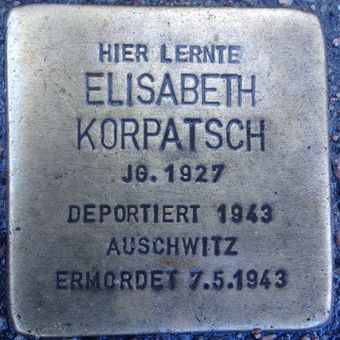 HIER LERNTE
ELISABETH
KORPATSCH
JG. 1927
DEPORTIERT 1943
AUSCHWITZ
ERMORDET 7.5.1943